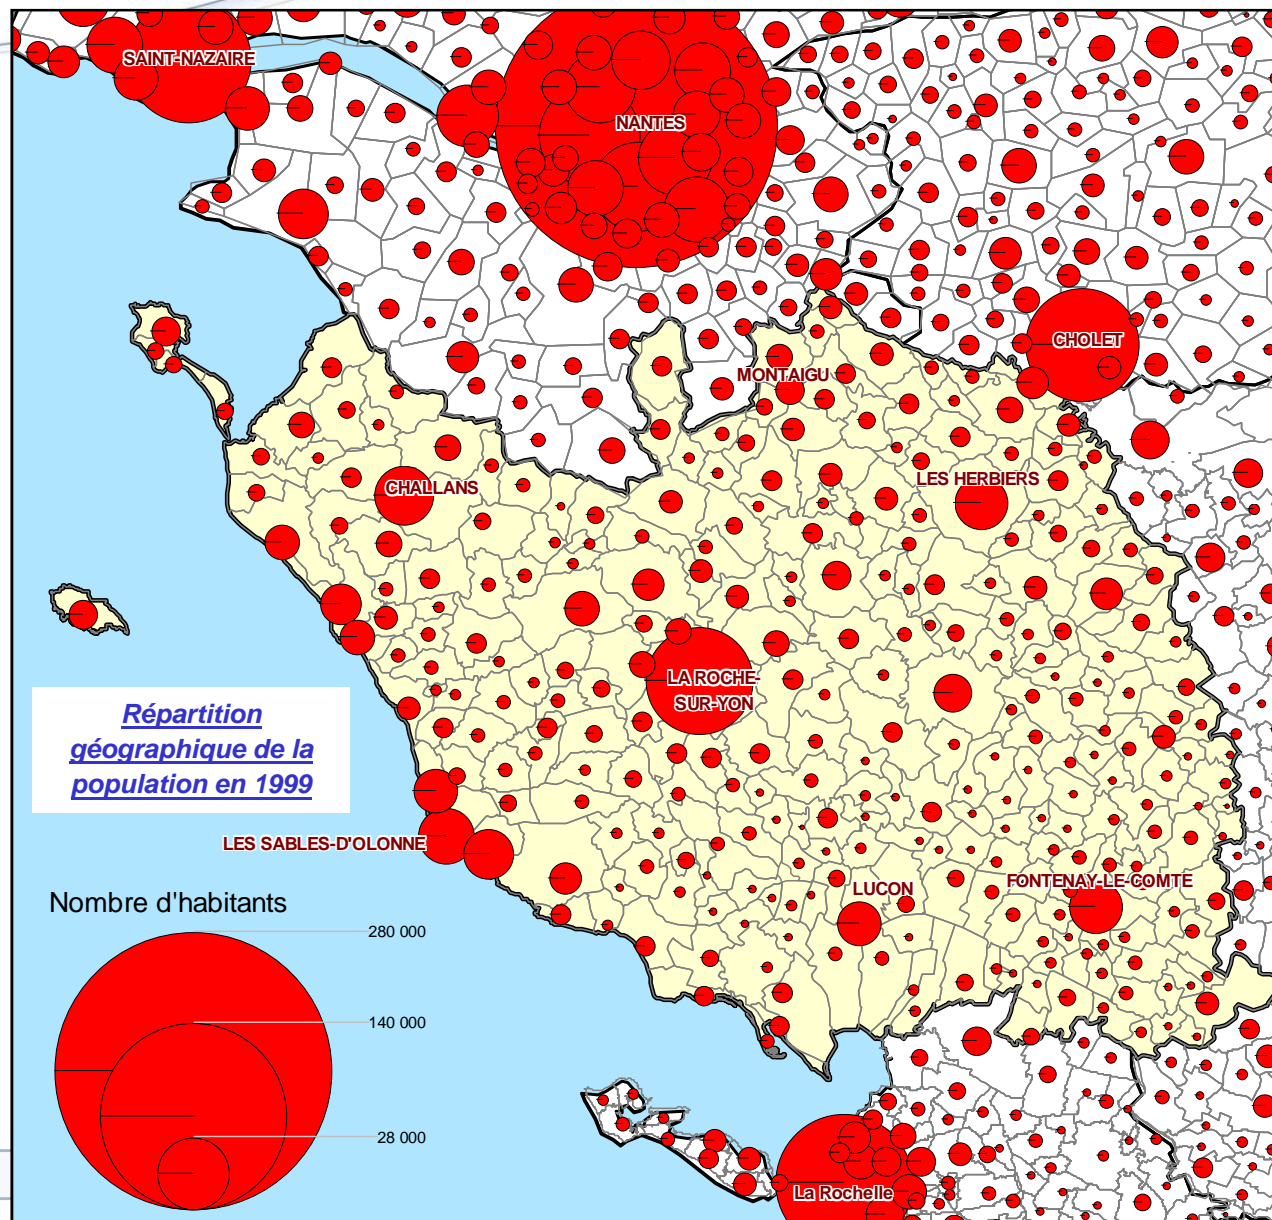 SAINT-NAZAIRE
NANTES
CHOLET
MONTAIGU
CHALLANS
LES HERBIERS
LA ROCHE-
SUR-YON
Répartition
géographique de la
population en 1999
LES SABLES-D'OLONNE
LUCON
FONTENAY-LE-COMTE
Nombre d'habitants
280 000
140 000
28 000
La Rochelle